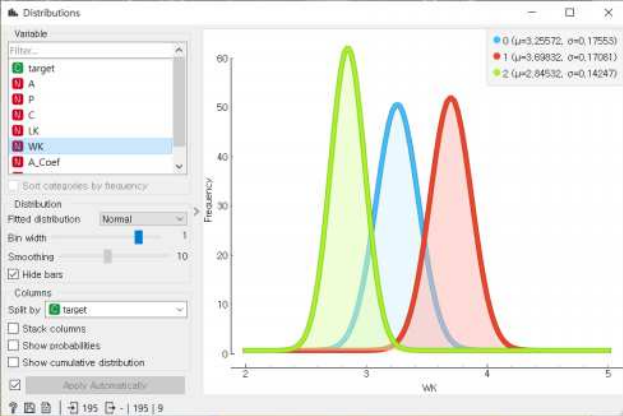 Distributions
Variable
Filter...
C target
N A
N P
N C
N LK
N WK
N A_Coef
Sort categories by frequency
Distribution
Fitted distribution Normal
Bin width 1
Smoothing 10
Hide bars
Columns
Split by C target
Stack columns
Show probabilities
Show cumulative distribution
Apply Automatically
? 195 - | 195 | 9
0 (μ=3,25572, σ=0,17553)
1 (μ=3,69832, σ=0,17081)
2 (μ=2,84532, σ=0,14247)
Frequency
60
50
40
30
20
10
0
2 3 4 5
WK